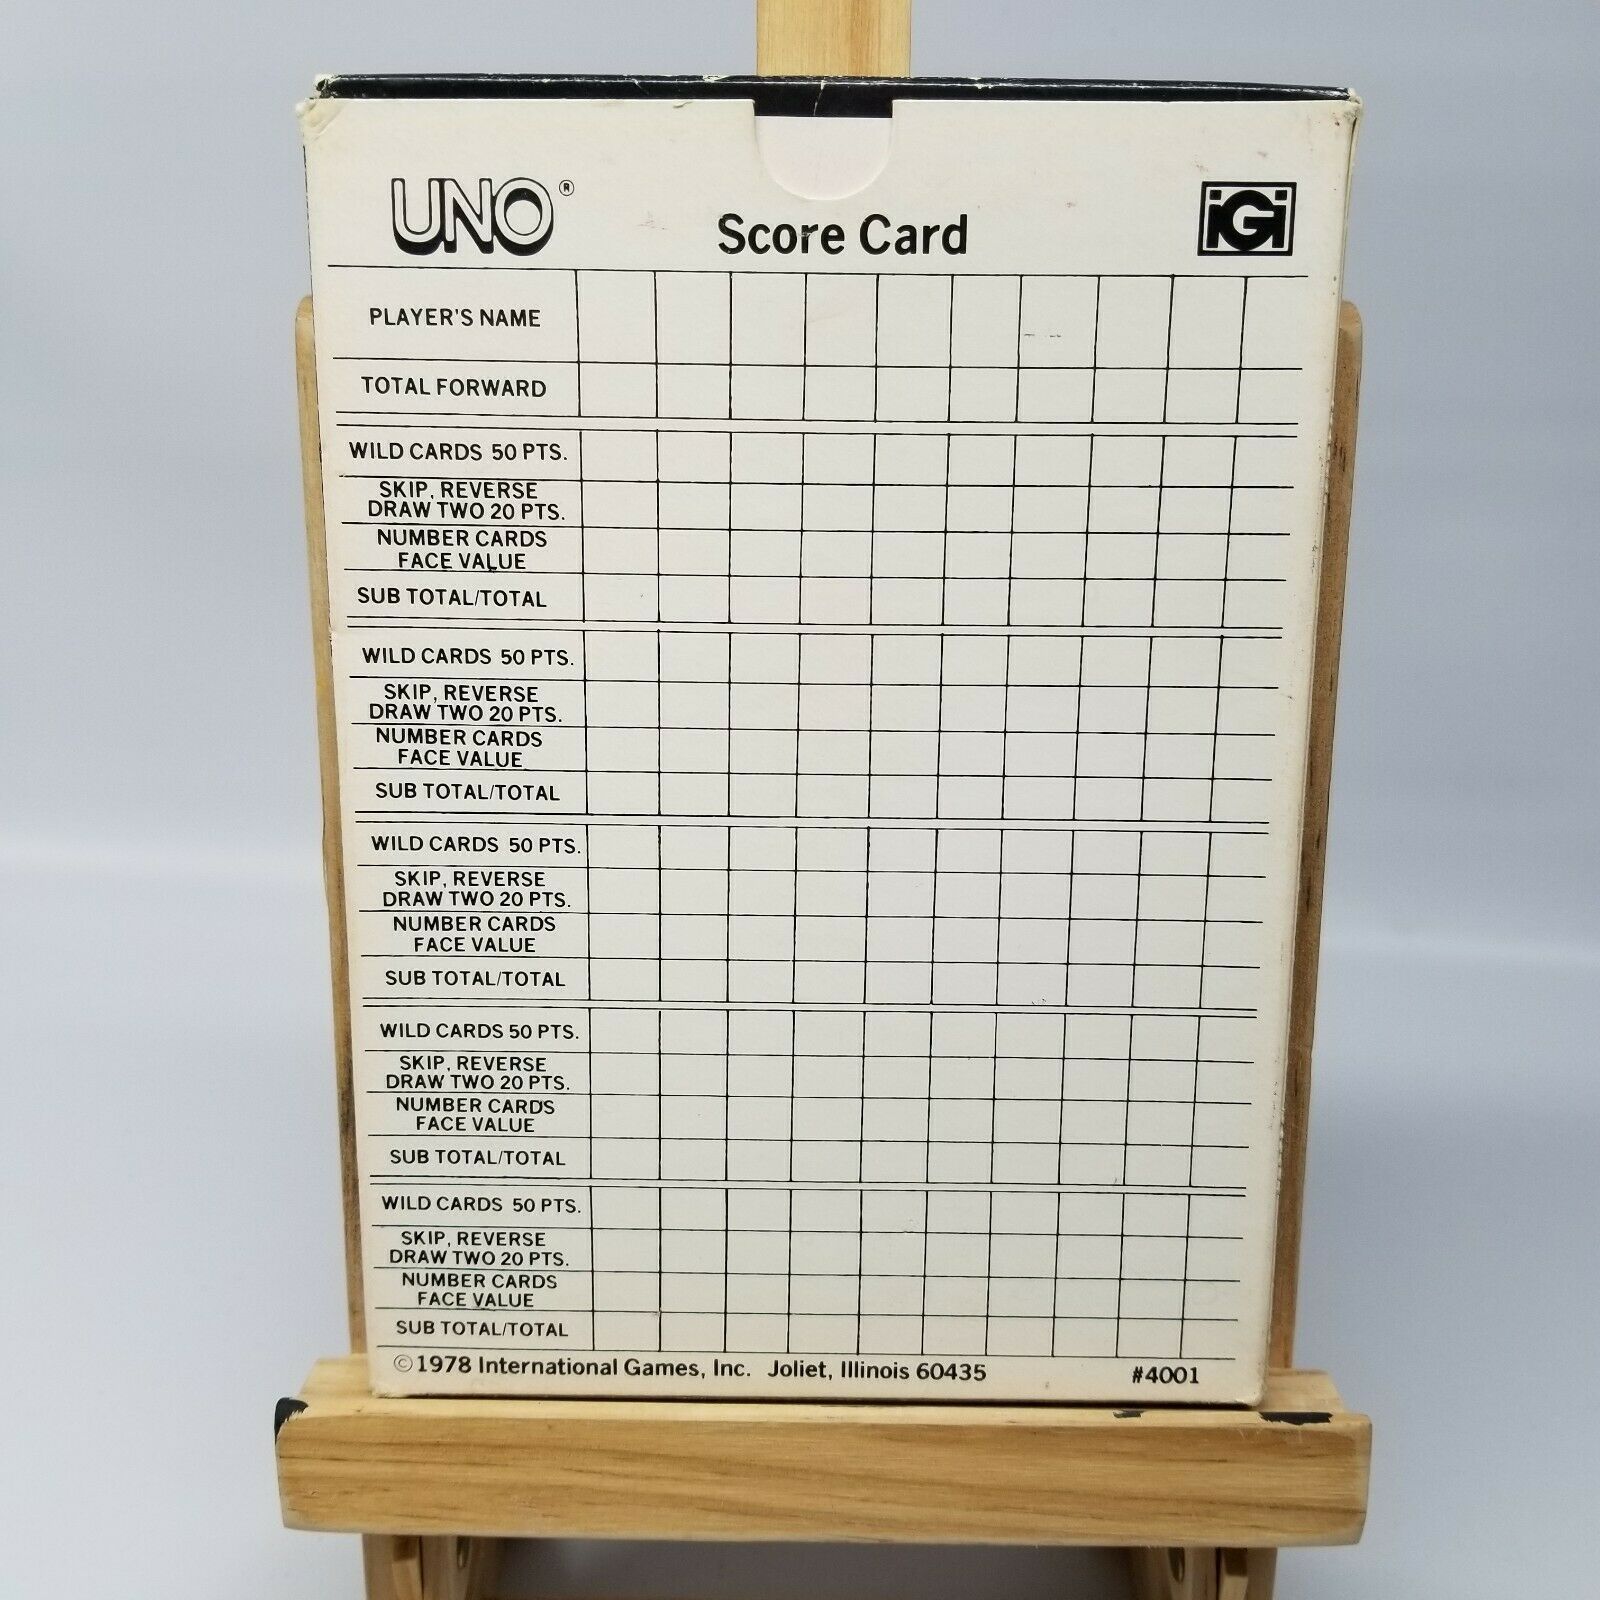 UNO®
Score Card
iGi
PLAYER'S NAME
TOTAL FORWARD
WILD CARDS 50 PTS.
SKIP, REVERSE
DRAW TWO 20 PTS.
NUMBER CARDS
FACE VALUE
SUB TOTAL/TOTAL
WILD CARDS 50 PTS.
SKIP, REVERSE
DRAW TWO 20 PTS.
NUMBER CARDS
FACE VALUE
SUB TOTAL/TOTAL
WILD CARDS 50 PTS.
SKIP, REVERSE
DRAW TWO 20 PTS.
NUMBER CARDS
FACE VALUE
SUB TOTAL/TOTAL
WILD CARDS 50 PTS.
SKIP, REVERSE
DRAW TWO 20 PTS.
NUMBER CARDS
FACE VALUE
SUB TOTAL/TOTAL
WILD CARDS 50 PTS.
SKIP, REVERSE
DRAW TWO 20 PTS.
NUMBER CARDS
FACE VALUE
SUB TOTAL/TOTAL
©1978 International Games, Inc. Joliet, Illinois 60435 #4001